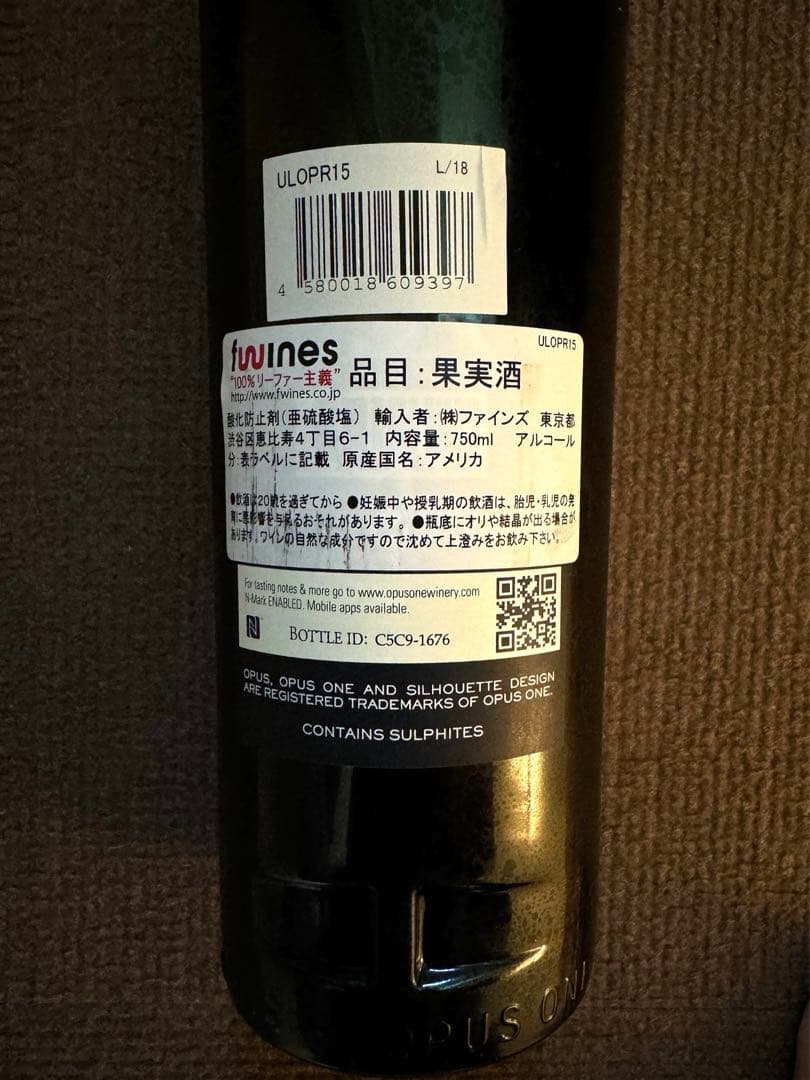 ULOPR15 L/18
4 580018 609397
ULOPR15
fwines
"100%リーファー主義" 品目:果実酒
http://www.fwines.co.jp
酸化防止剤(亜硫酸塩) 輸入者:㈱ファインズ 東京都
渋谷区恵比寿4丁目6-1 内容量:750ml アルコール
分:表ラベルに記載 原産国名:アメリカ
●飲酒は20歳を過ぎてから ●妊娠中や授乳期の飲酒は、胎児・乳児の発
育に悪影響を与えるおそれがあります。 ●瓶底にオリや結晶が出る場合が
あります。ワインの自然な成分ですので沈めて上澄みをお飲み下さい。
For tasting notes & more go to www.opusonewinery.com
N-Mark ENABLED. Mobile apps available.
N BOTTLE ID: C5C9-1676
OPUS, OPUS ONE AND SILHOUETTE DESIGN
ARE REGISTERED TRADEMARKS OF OPUS ONE.
CONTAINS SULPHITES
OPUS ONE